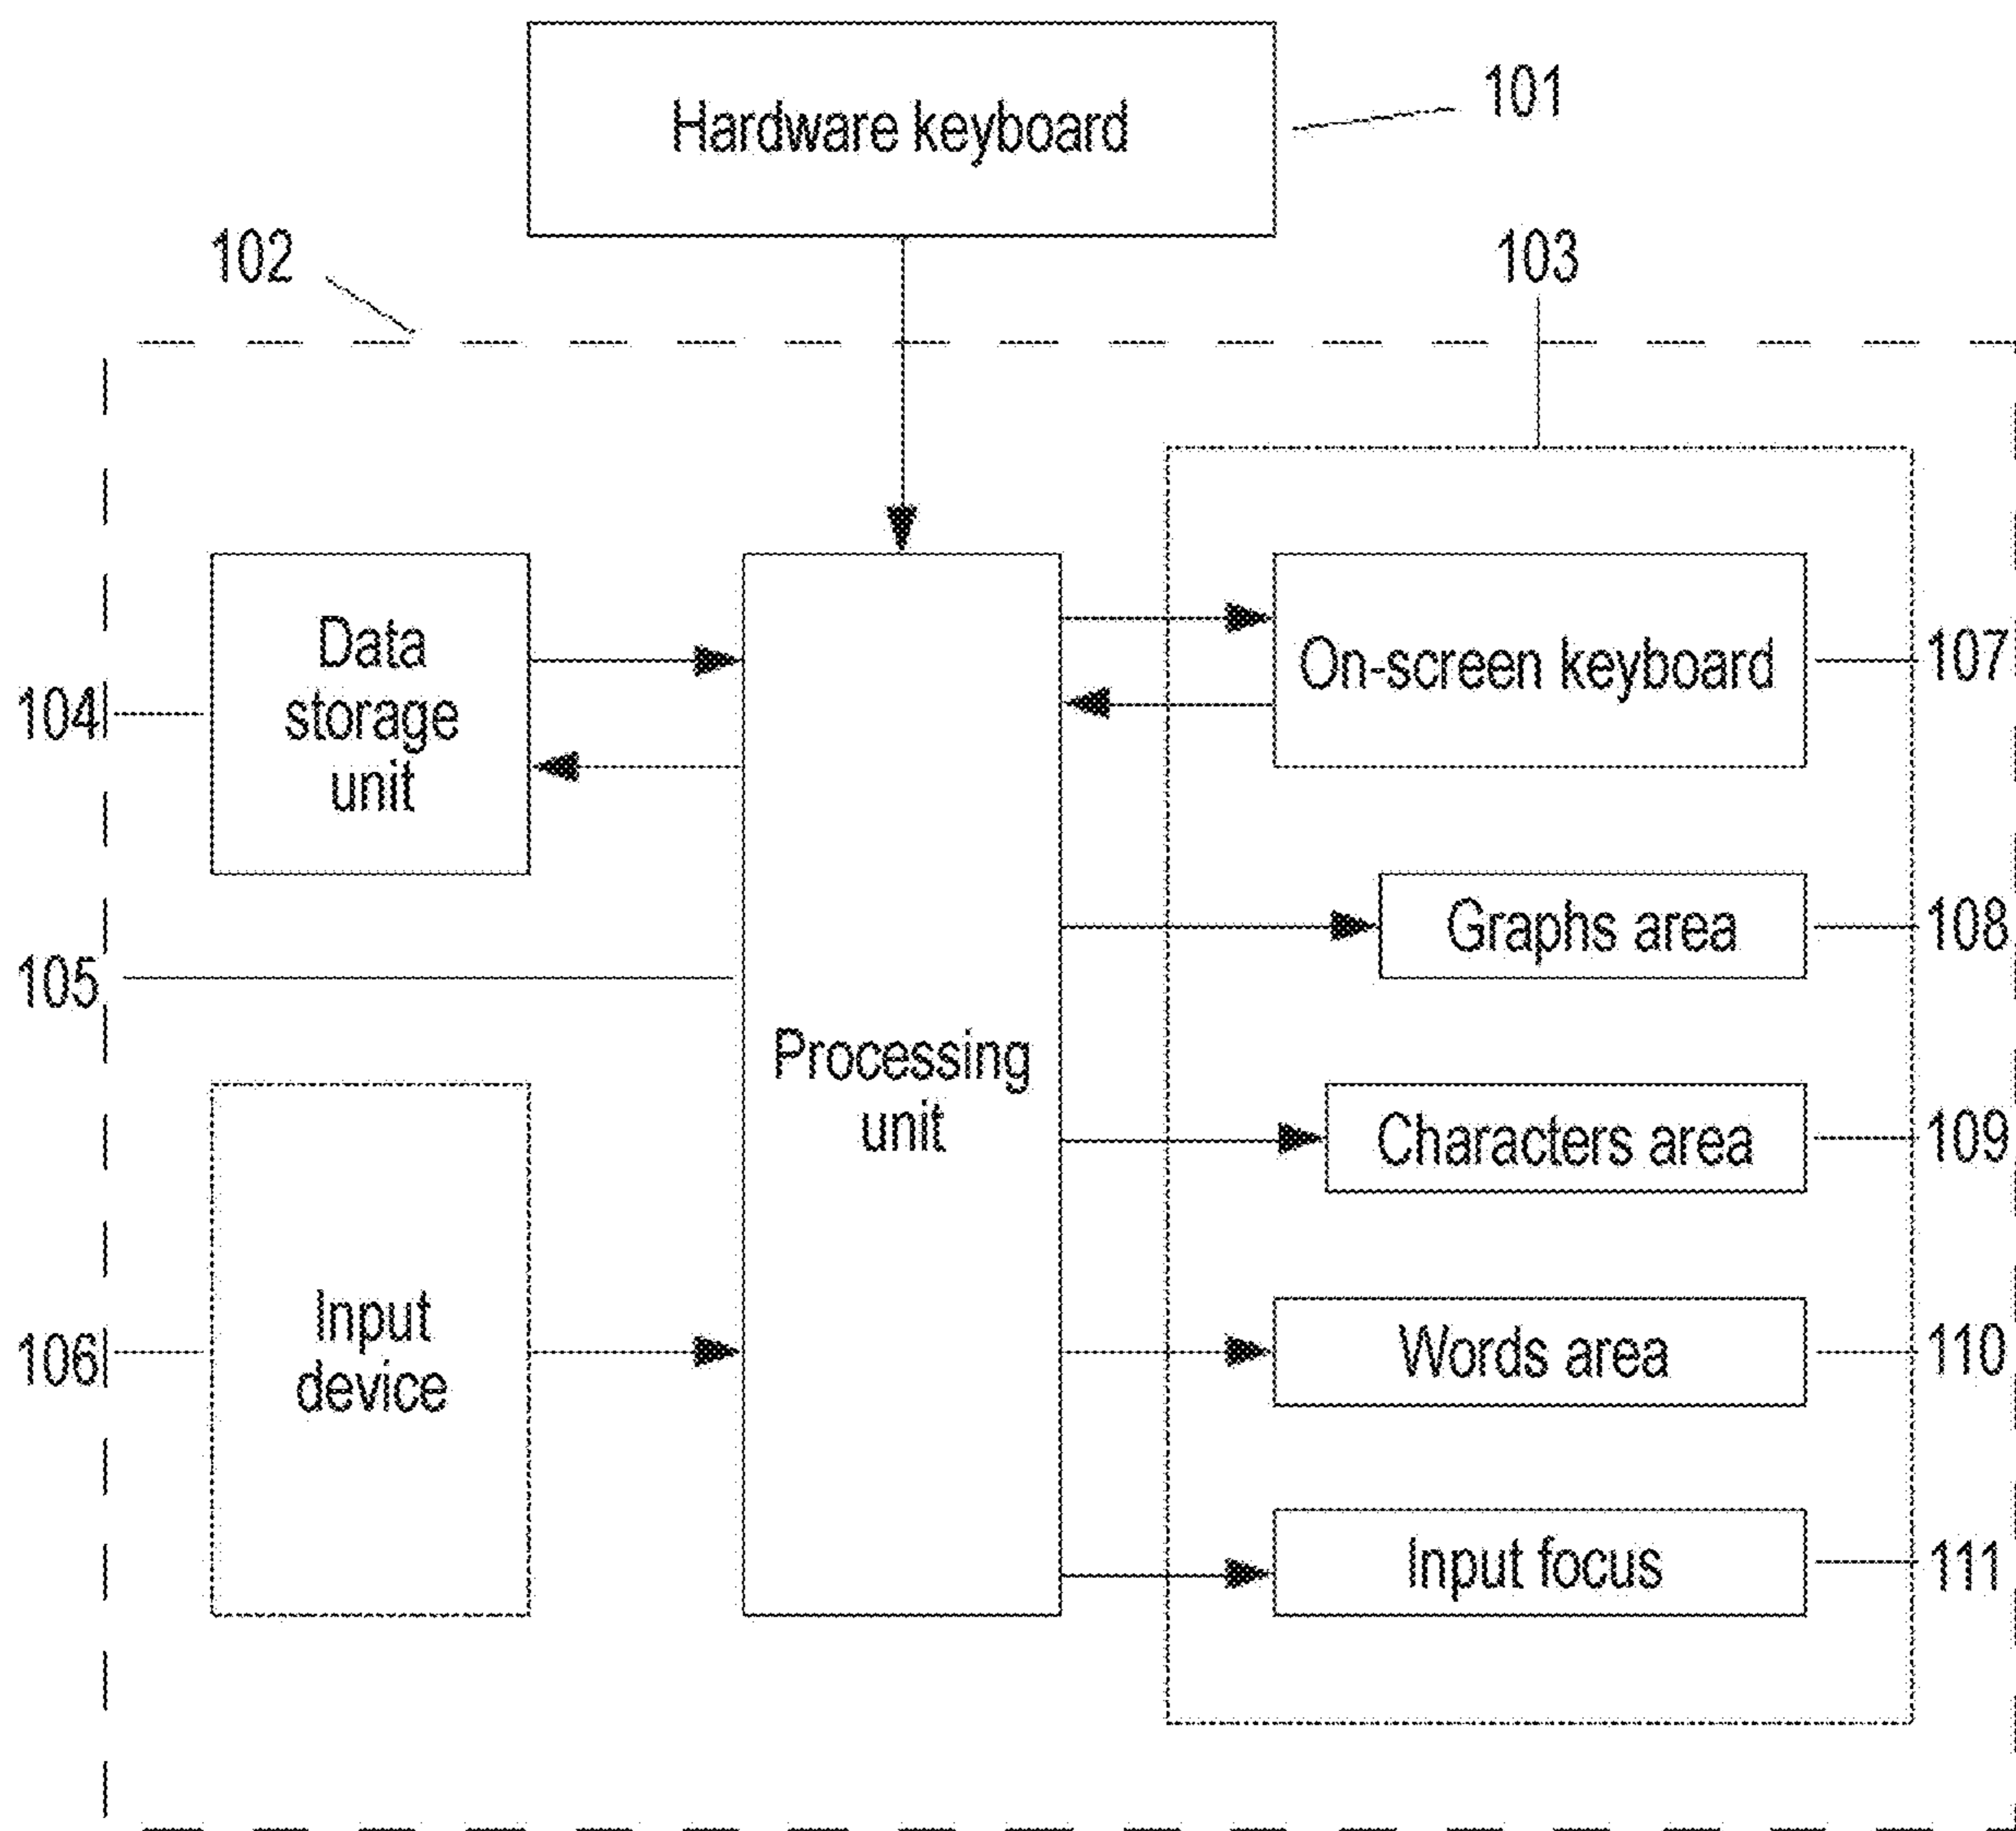 Hardware keyboard
101
102
103
Data
storage
unit
104
On-screen keyboard
107
Graphs area
108
105
Processing
unit
Characters area
109
Input
device
106
Words area
110
Input focus
111